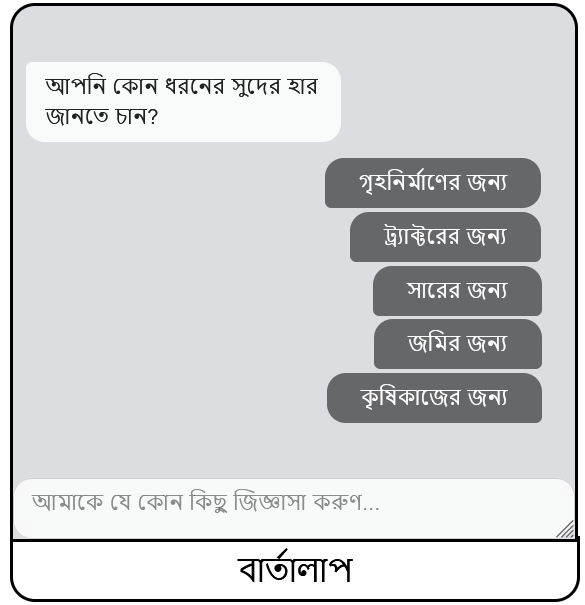 আপনি কোন ধরনের সুদের হার
জানতে চান?
গৃহনির্মাণের জন্য
ট্র্যাক্টরের জন্য
সারের জন্য
জমির জন্য
কৃষিকাজের জন্য
আমাকে যে কোন কিছু জিজ্ঞাসা করুণ...
বার্তালাপ